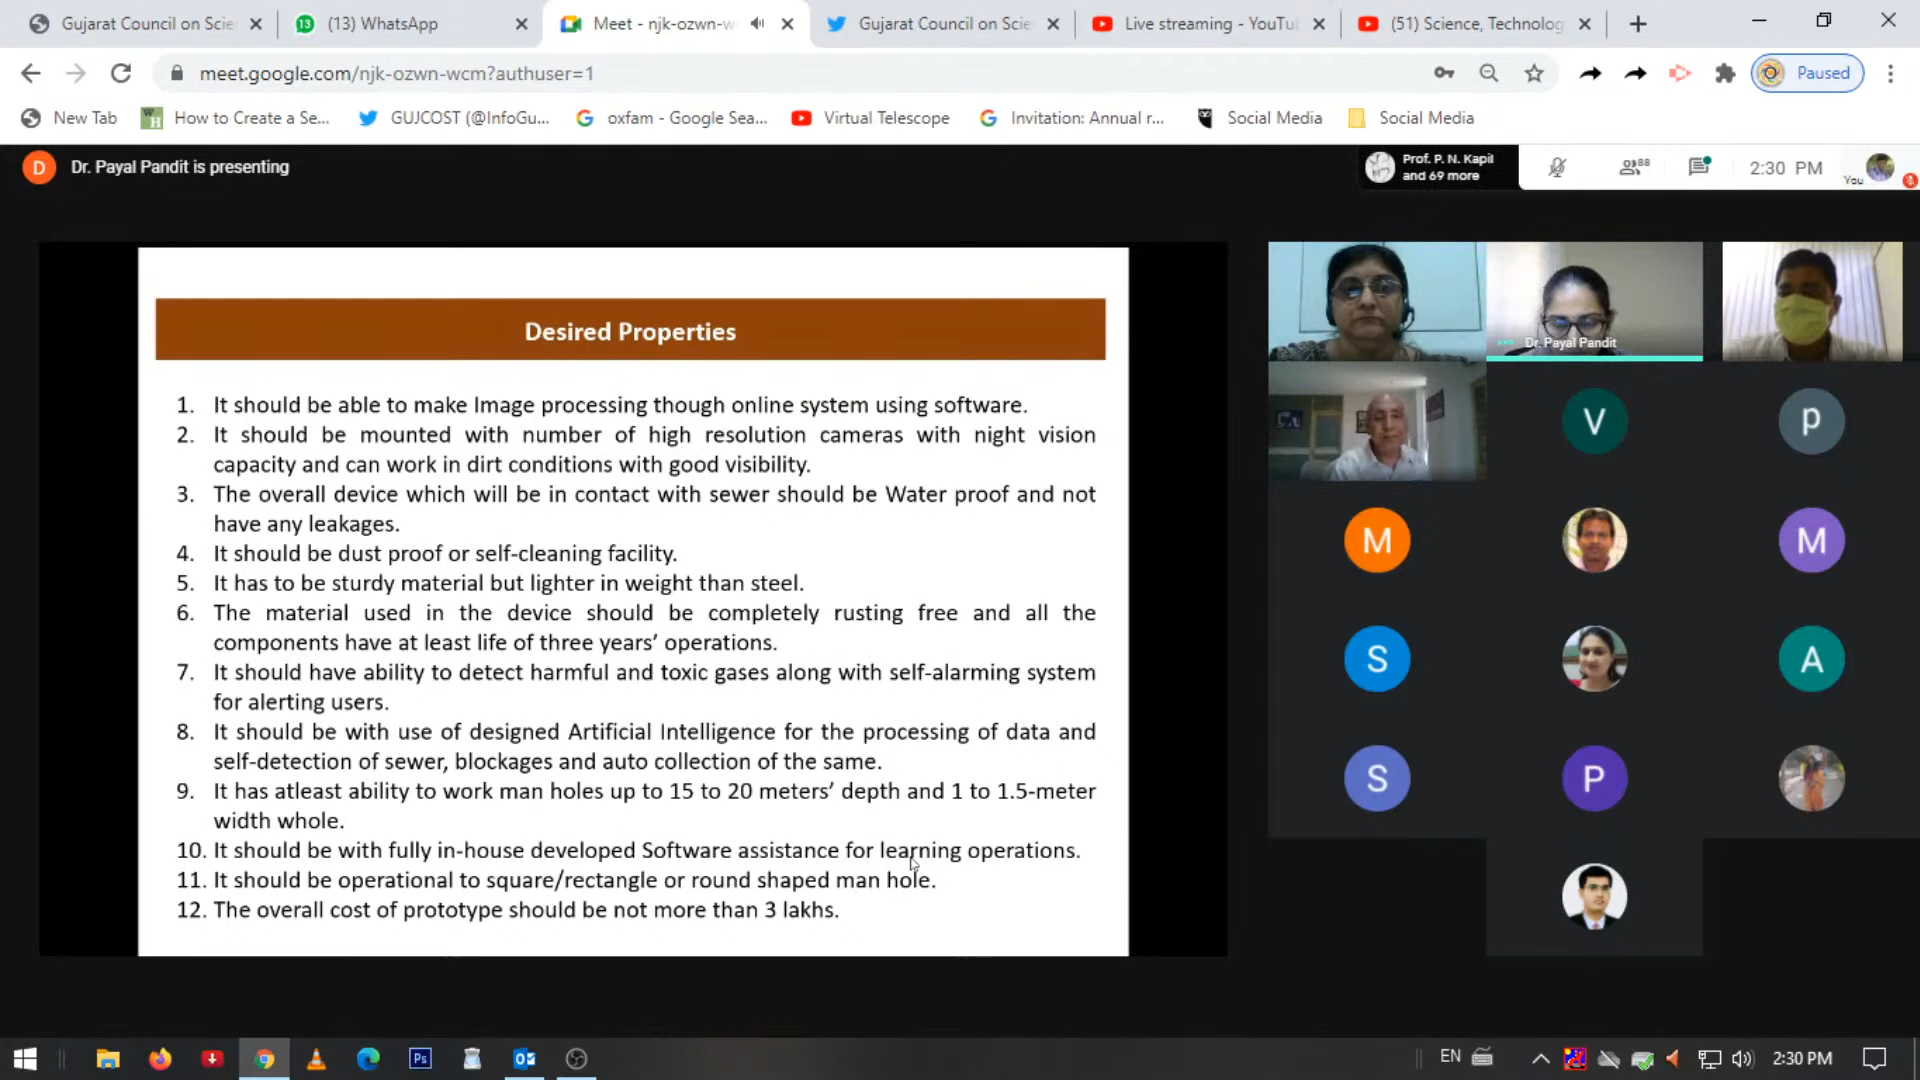 Gujarat Council on Scie
(13) WhatsApp
Meet - njk-ozwn-w
Gujarat Council on Scie
Live streaming - YouTu
(51) Science, Technolog
meet.google.com/njk-ozwn-wcm?authuser=1
Paused
New Tab
How to Create a Se...
GUJCOST (@InfoGu...
oxfam - Google Sea...
Virtual Telescope
Invitation: Annual r...
Social Media
Social Media
D
Dr. Payal Pandit is presenting
Prof. P. N. Kapil
and 69 more
88
2:30 PM
You
Desired Properties
1. It should be able to make Image processing though online system using software.
2. It should be mounted with number of high resolution cameras with night vision
capacity and can work in dirt conditions with good visibility.
3. The overall device which will be in contact with sewer should be Water proof and not
have any leakages.
4. It should be dust proof or self-cleaning facility.
5. It has to be sturdy material but lighter in weight than steel.
6. The material used in the device should be completely rusting free and all the
components have at least life of three years’ operations.
7. It should have ability to detect harmful and toxic gases along with self-alarming system
for alerting users.
8. It should be with use of designed Artificial Intelligence for the processing of data and
self-detection of sewer, blockages and auto collection of the same.
9. It has atleast ability to work man holes up to 15 to 20 meters’ depth and 1 to 1.5-meter
width whole.
10. It should be with fully in-house developed Software assistance for learning operations.
11. It should be operational to square/rectangle or round shaped man hole.
12. The overall cost of prototype should be not more than 3 lakhs.
Dr. Payal Pandit
V
p
M
M
S
A
S
P
Ps
EN
2:30 PM